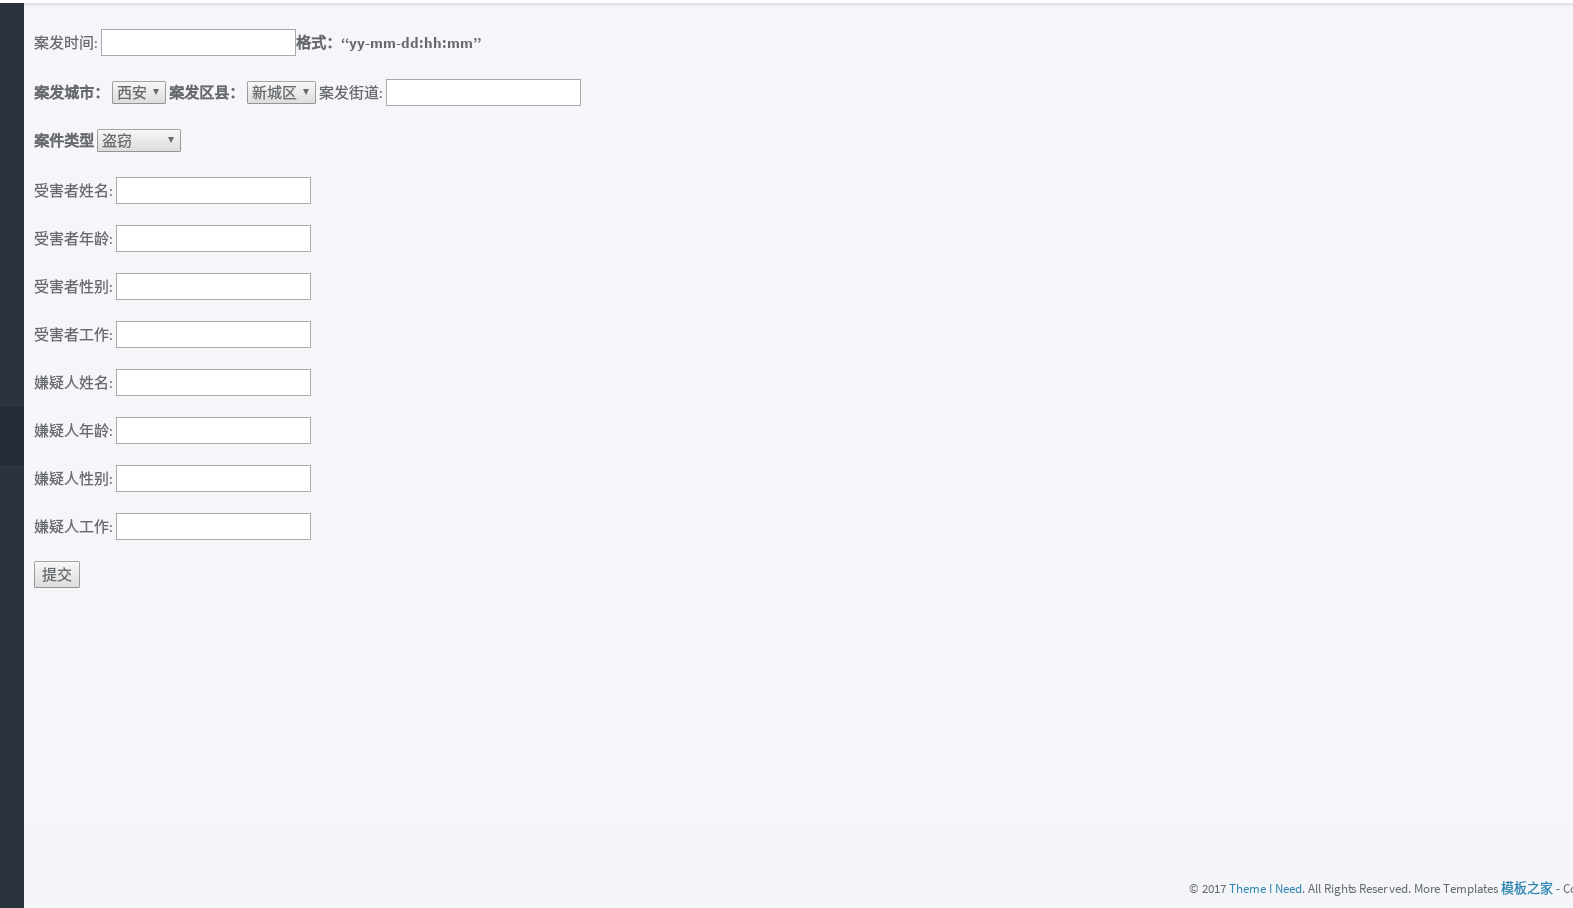 案发时间: 格式：“yy-mm-dd:hh:mm”
案发城市： 西安 案发区县： 新城区 案发街道:
案件类型 盗窃
受害者姓名:
受害者年龄:
受害者性别:
受害者工作:
嫌疑人姓名:
嫌疑人年龄:
嫌疑人性别:
嫌疑人工作:
提交
© 2017 Theme I Need. All Rights Reserved. More Templates 模板之家 - Co